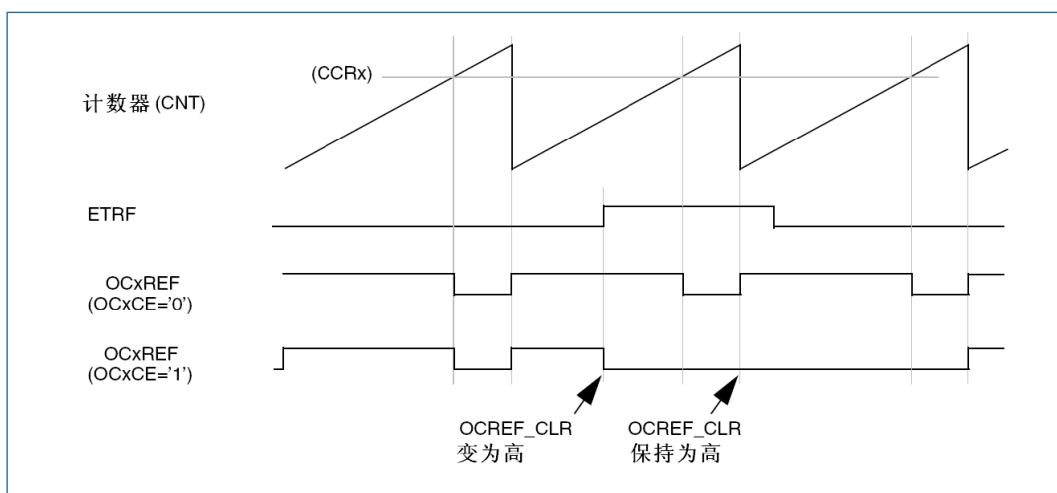 (CCRx)
计数器(CNT)
ETRF
OCxREF
(OCxCE='0')
OCxREF
(OCxCE='1')
OCREF_CLR
变为高
OCREF_CLR
保持为高